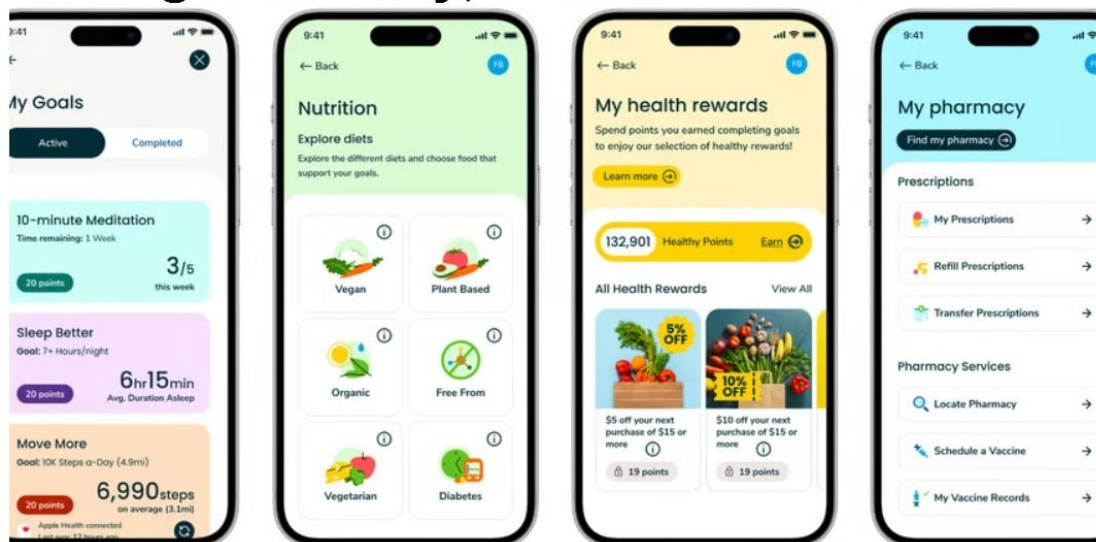 9:41
My Goals
Active
Completed
10-minute Meditation
Time remaining: 1 Week
20 points
3/5
this week
Sleep Better
Goal: 7+ Hours/night
20 points
6hr15min
Avg. Duration Asleep
Move More
Goal: 10K Steps a-Day (4.9mi)
20 points
6,990steps
on average (3.1mi)
Apple Health connected
Last sync 12 hours ago
9:41
← Back
FB
Nutrition
Explore diets
Explore the different diets and choose food that
support your goals.
Vegan
Plant Based
Organic
Free From
Vegetarian
Diabetes
9:41
← Back
FB
My health rewards
Spend points you earned completing goals
to enjoy our selection of healthy rewards!
Learn more
132,901 Healthy Points Earn
All Health Rewards View All
5%
OFF
10%
OFF
$5 off your next
purchase of $15 or
more
19 points
$10 off your next
purchase of $15 or
more
19 points
9:41
← Back
My pharmacy
Find my pharmacy
Prescriptions
My Prescriptions
Refill Prescriptions
Transfer Prescriptions
Pharmacy Services
Locate Pharmacy
Schedule a Vaccine
My Vaccine Records